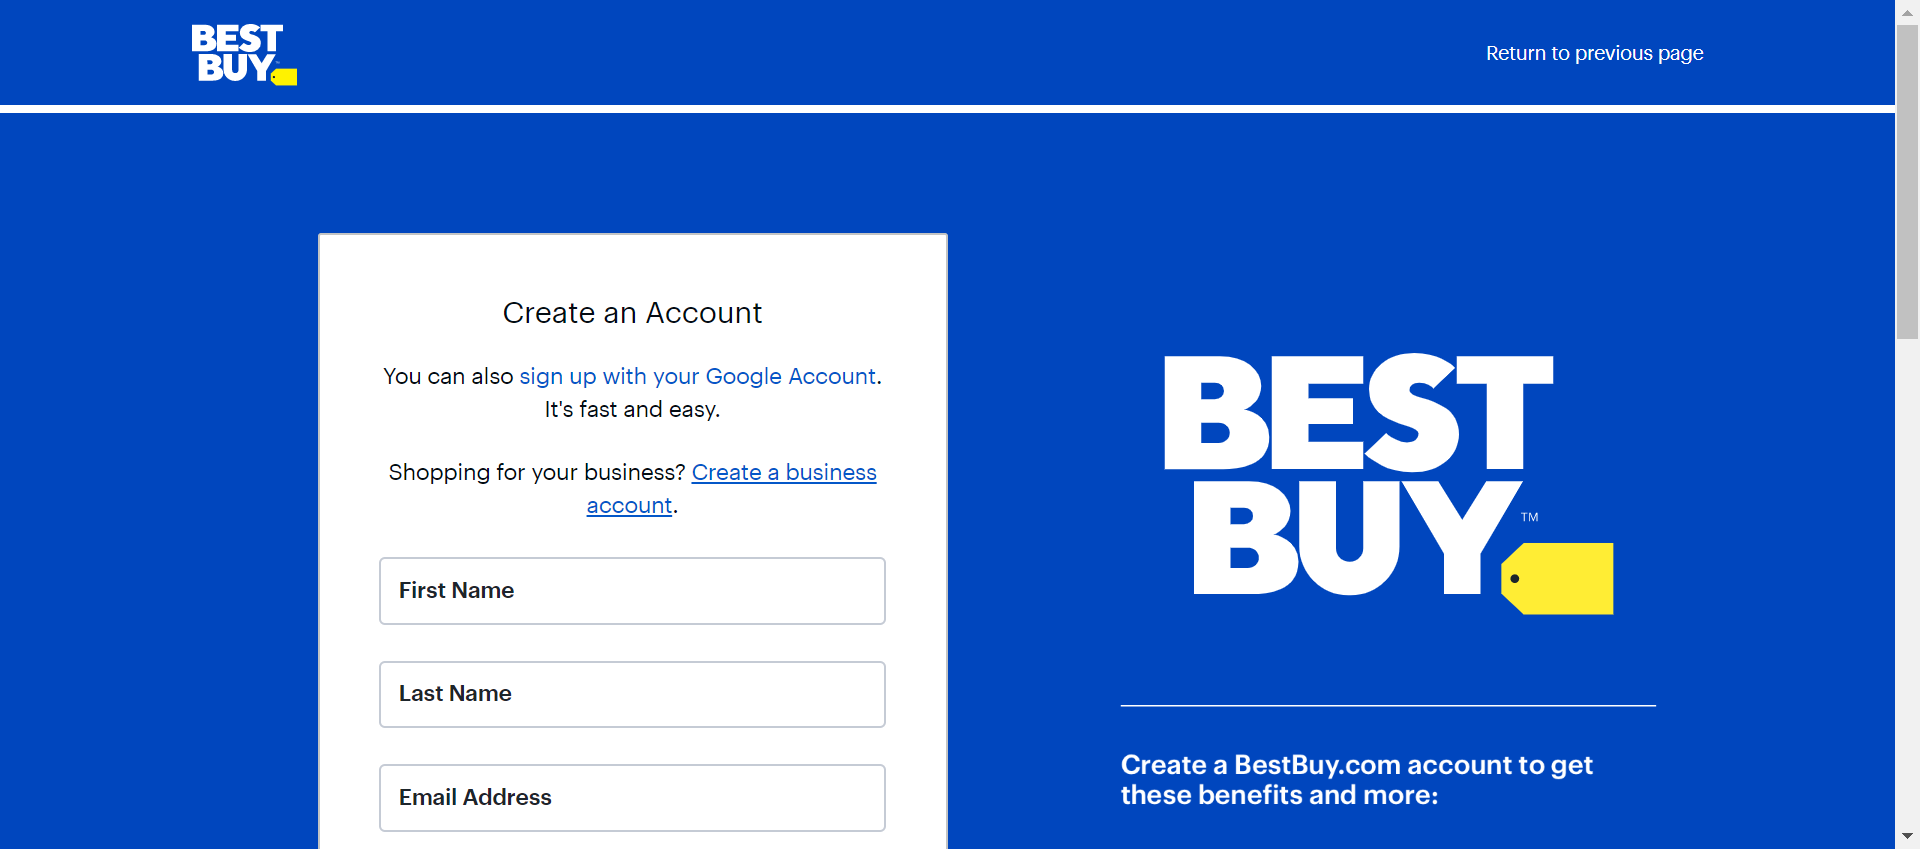 BEST
BUY
Return to previous page
Create an Account
You can also sign up with your Google Account.
It's fast and easy.
Shopping for your business? Create a business
account.
First Name
Last Name
Email Address
BEST
BUY™
Create a BestBuy.com account to get
these benefits and more: